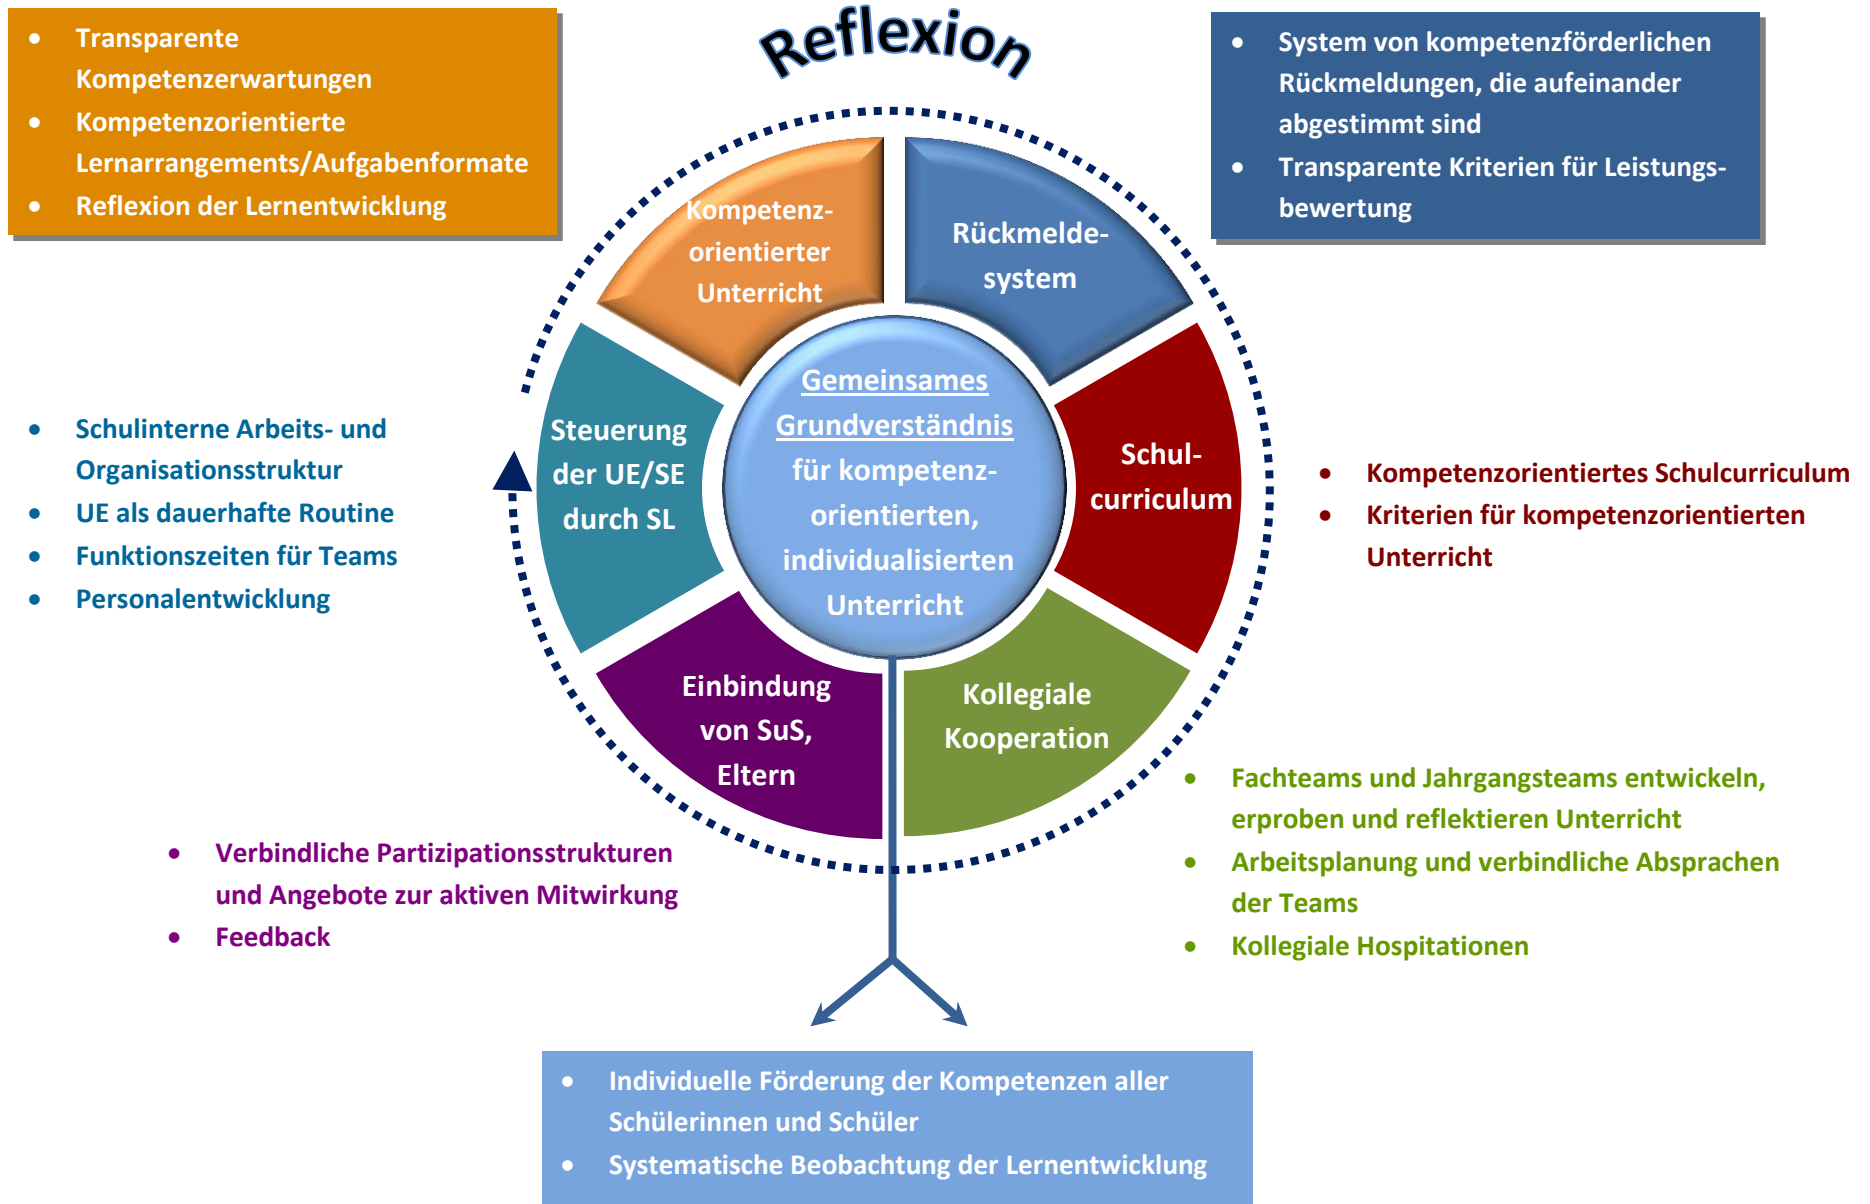 Reflexion
• Transparente
Kompetenzerwartungen
• Kompetenzorientierte
Lernarrangements/Aufgabenformate
• Reflexion der Lernentwicklung
• System von kompetenzförderlichen
Rückmeldungen, die aufeinander
abgestimmt sind
• Transparente Kriterien für Leistungs-
bewertung
Kompetenz-
orientierter
Unterricht
Rückmelde-
system
Steuerung
der UE/SE
durch SL
Gemeinsames
Grundverständnis
für kompetenz-
orientierten,
individualisierten
Unterricht
Schul-
curriculum
• Schulinterne Arbeits- und
Organisationsstruktur
• UE als dauerhafte Routine
• Funktionszeiten für Teams
• Personalentwicklung
• Kompetenzorientiertes Schulcurriculum
• Kriterien für kompetenzorientierten
Unterricht
Einbindung
von SuS,
Eltern
Kollegiale
Kooperation
• Verbindliche Partizipationsstrukturen
und Angebote zur aktiven Mitwirkung
• Feedback
• Fachteams und Jahrgangsteams entwickeln,
erproben und reflektieren Unterricht
• Arbeitsplanung und verbindliche Absprachen
der Teams
• Kollegiale Hospitationen
• Individuelle Förderung der Kompetenzen aller
Schülerinnen und Schüler
• Systematische Beobachtung der Lernentwicklung